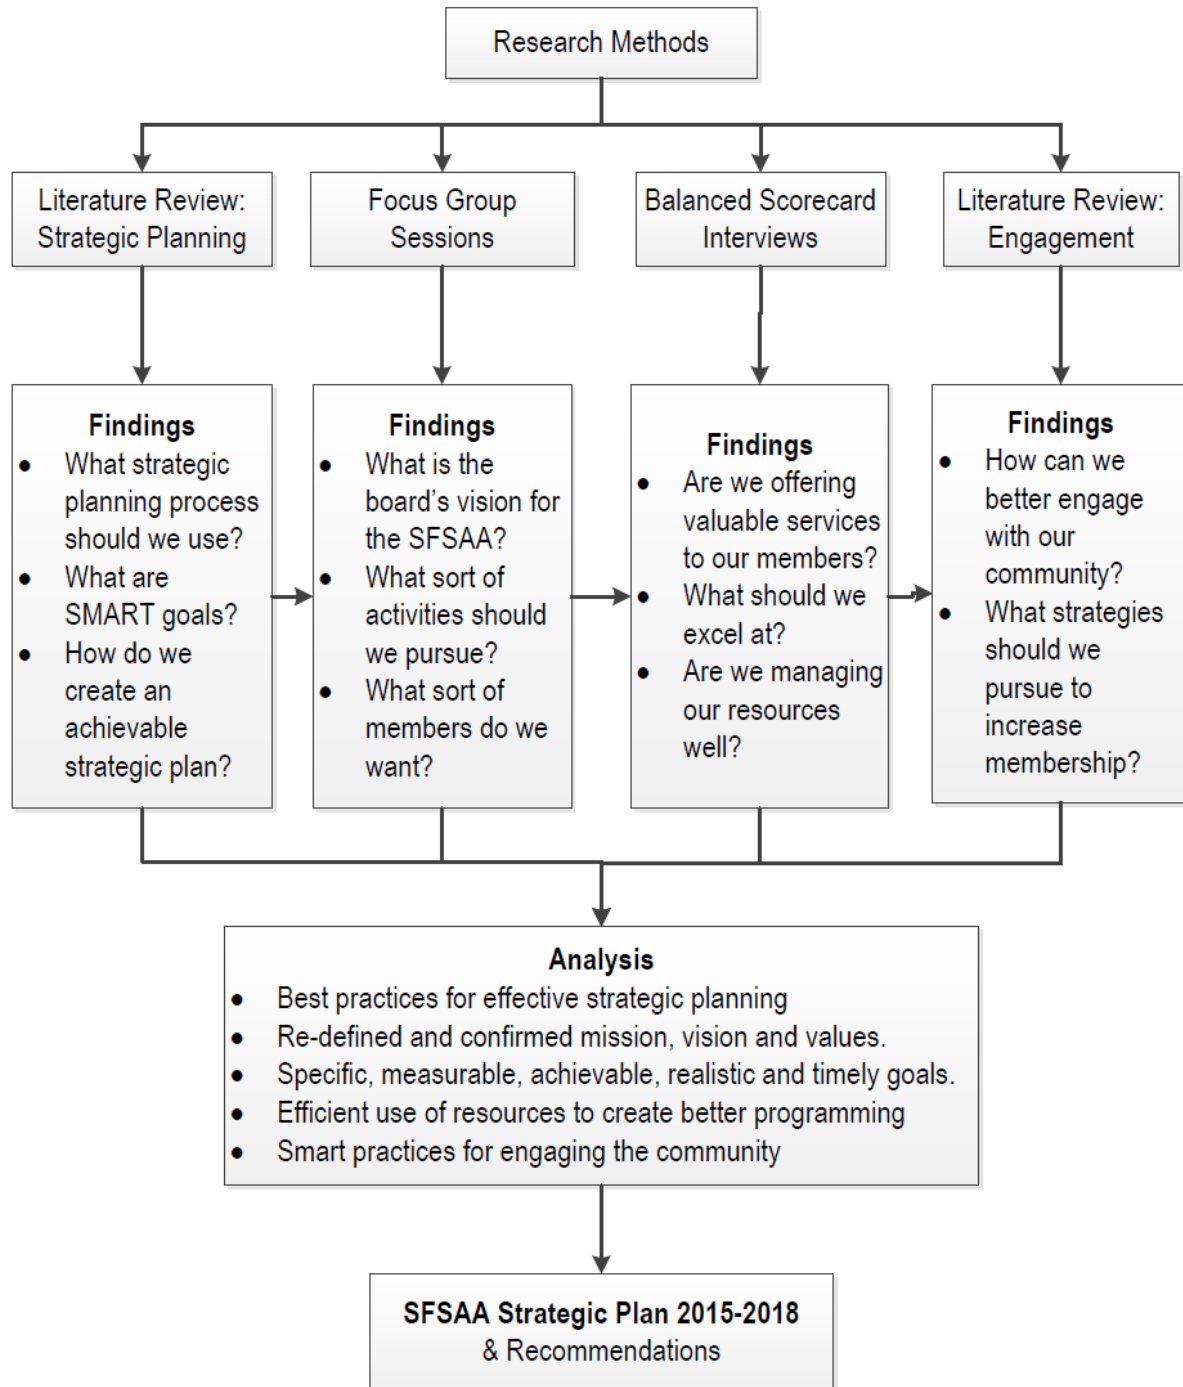 Research Methods
Literature Review:
Strategic Planning
Focus Group
Sessions
Balanced Scorecard
Interviews
Literature Review:
Engagement
Findings
● What strategic
planning process
should we use?
● What are
SMART goals?
● How do we
create an
achievable
strategic plan?
Findings
● What is the
board's vision for
the SFSAA?
● What sort of
activities should
we pursue?
● What sort of
members do we
want?
Findings
● Are we offering
valuable services
to our members?
● What should we
excel at?
● Are we managing
our resources
well?
Findings
● How can we
better engage
with our
community?
● What strategies
should we
pursue to
increase
membership?
Analysis
● Best practices for effective strategic planning
● Re-defined and confirmed mission, vision and values.
● Specific, measurable, achievable, realistic and timely goals.
● Efficient use of resources to create better programming
● Smart practices for engaging the community
SFSAA Strategic Plan 2015-2018
& Recommendations